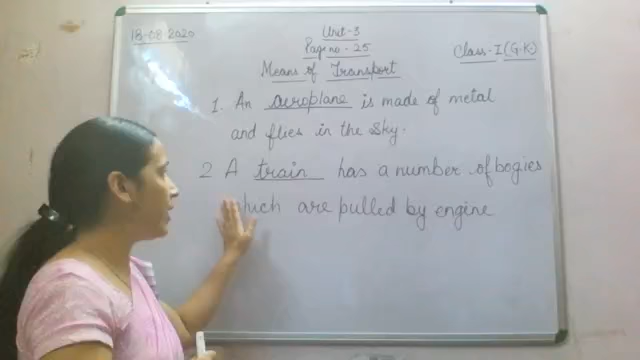 18-08-2020
Unit-3
Page no.-25
Class-I (G.K)
Means of Transport
1. An aeroplane is made of metal
and flies in the sky.
2 A train has a number of bogies
which are pulled by engine